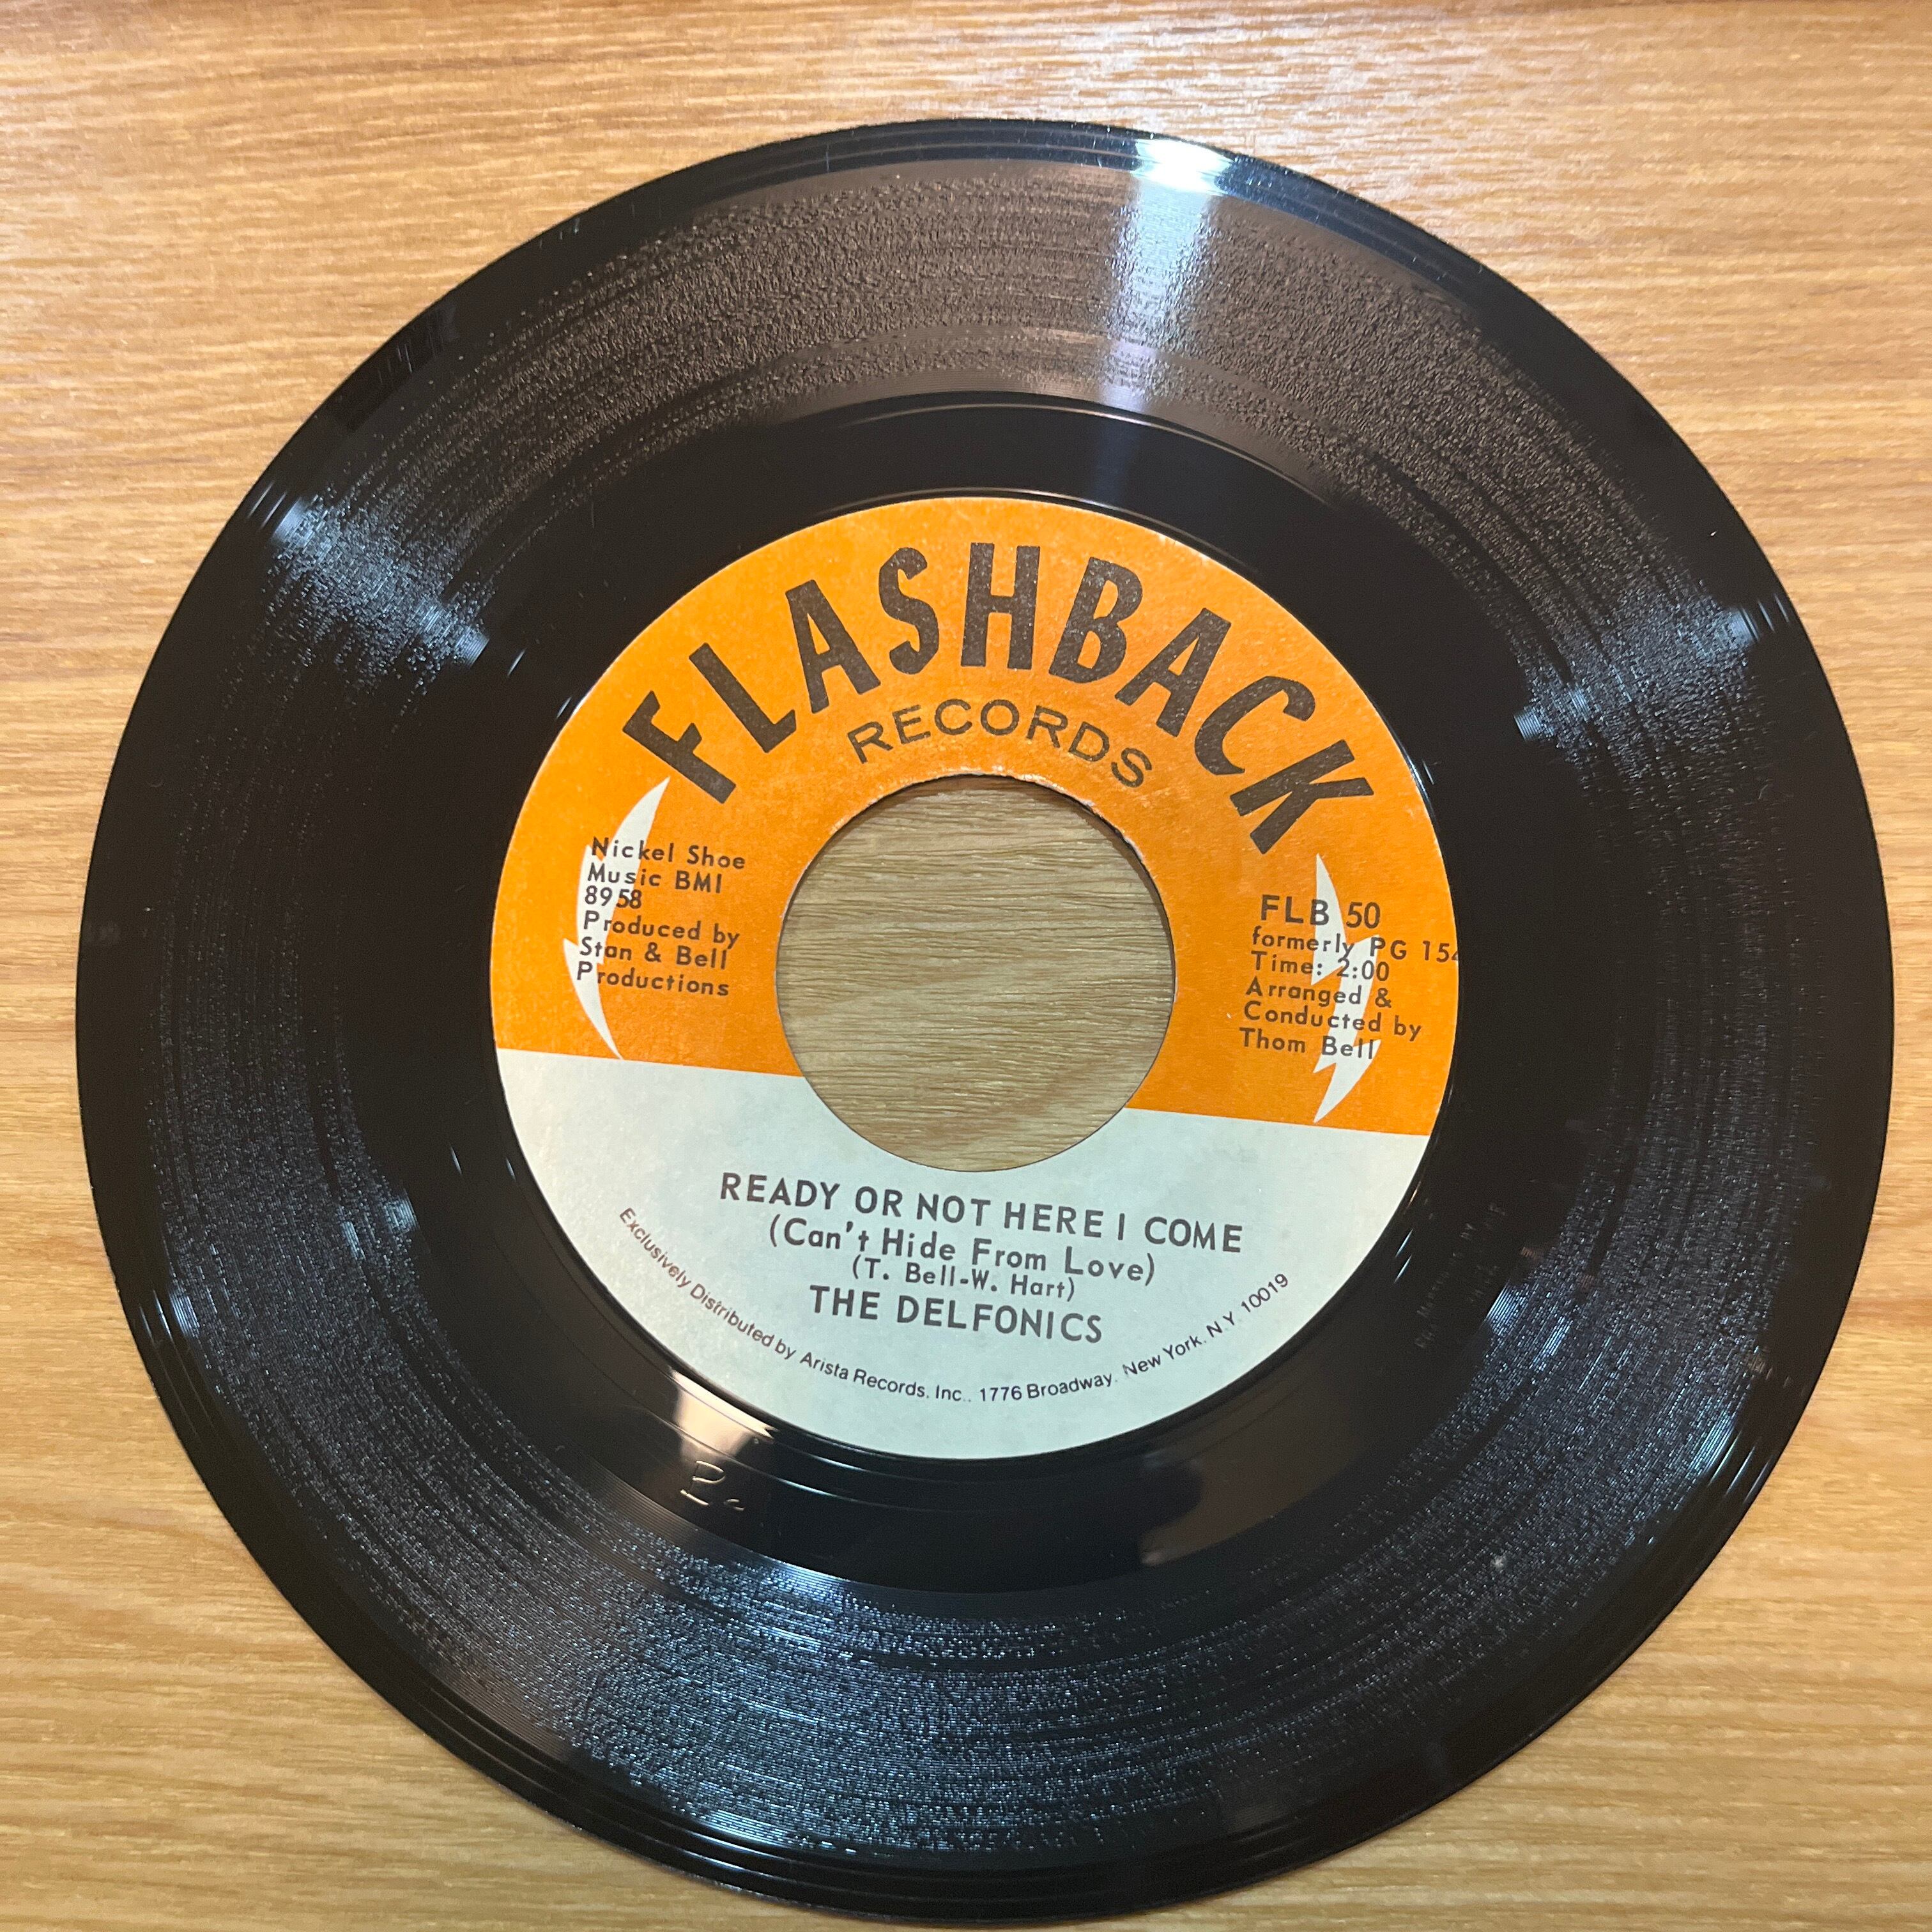 FLASHBACK
RECORDS
Nickel Shoe
Music BMI
8958
Produced by
Stan & Bell
Productions
FLB 50
formerly PG 154
Time: 2:00
Arranged &
Conducted by
Thom Bell
READY OR NOT HERE I COME
(Can't Hide From Love)
(T. Bell-W. Hart)
THE DELFONICS
Exclusively Distributed by Arista Records, Inc., 1776 Broadway, New York, N.Y. 10019